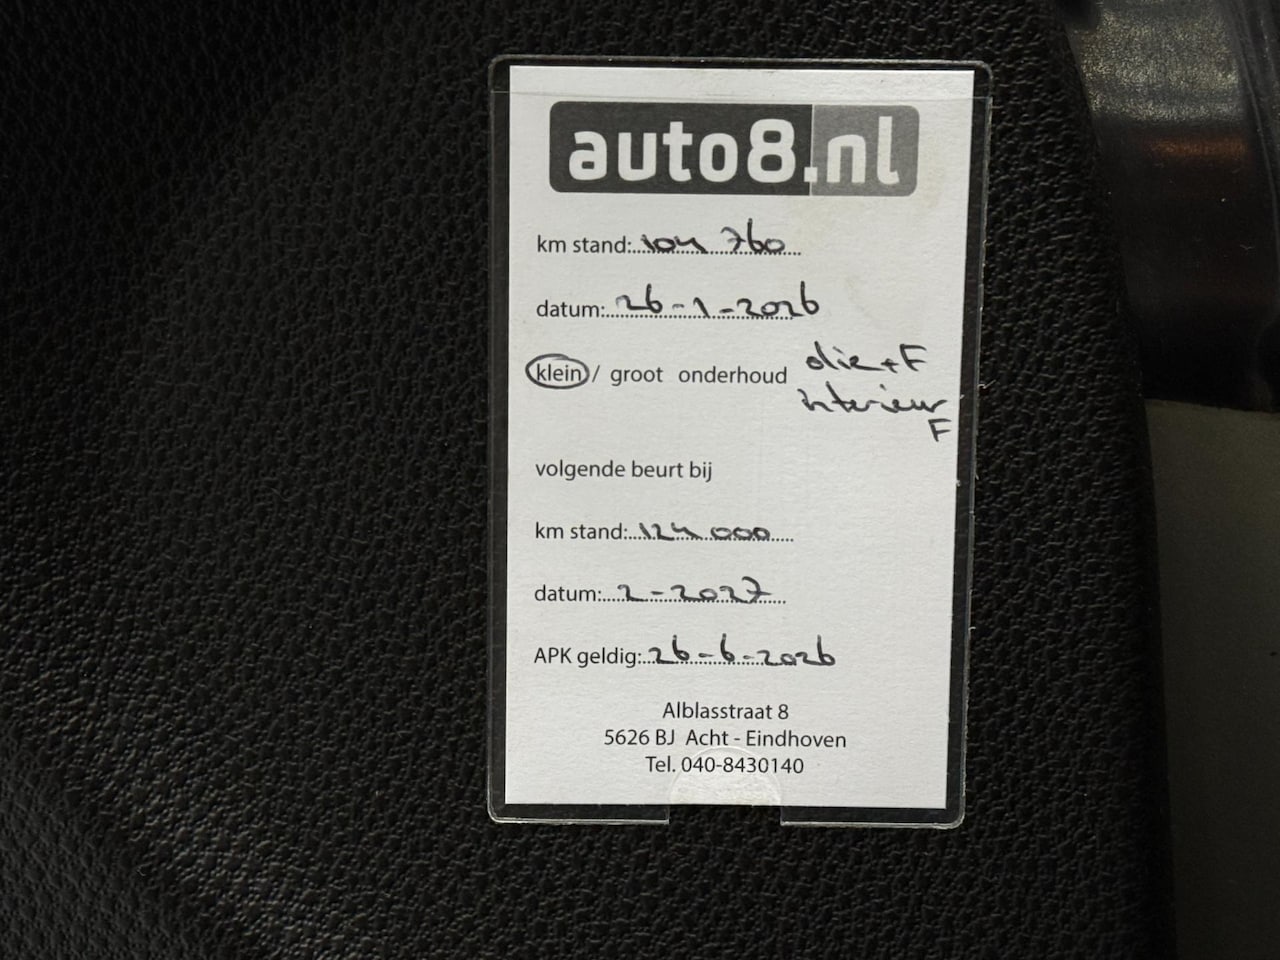 auto8.nl
km stand: 104 760
datum: 26-1-2026
klein / groot onderhoud olie + F
interieur
F
volgende beurt bij
km stand: 124 000
datum: 2-2027
APK geldig: 26-6-2026
Alblasstraat 8
5626 BJ Acht - Eindhoven
Tel. 040-8430140